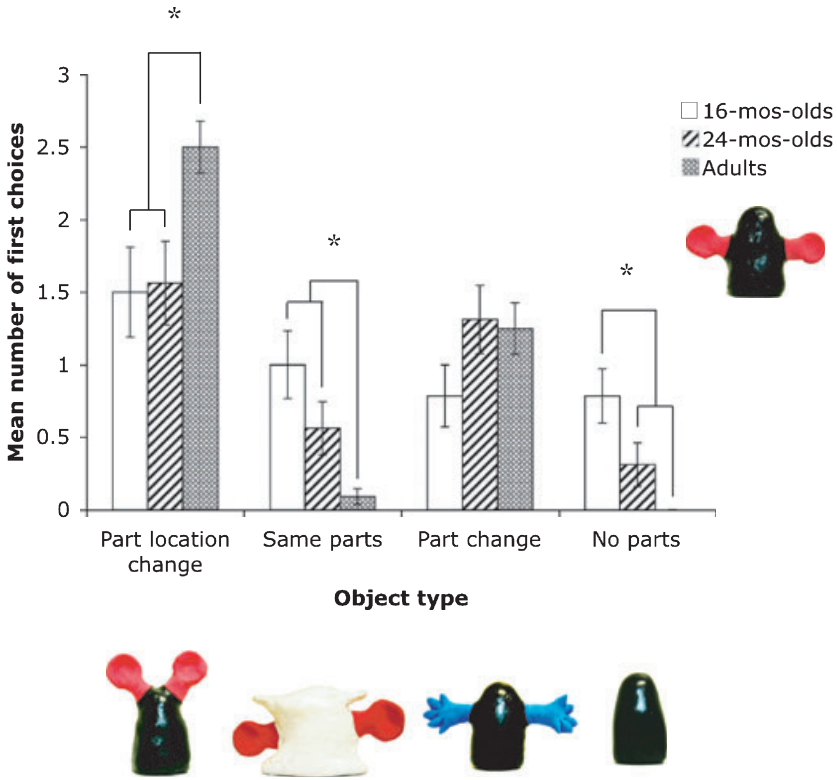 *
3
2.5
2
1.5
1
0.5
0
Mean number of first choices
*
*
16-mos-olds
24-mos-olds
Adults
Part location
change
Same parts
Part change
No parts
Object type